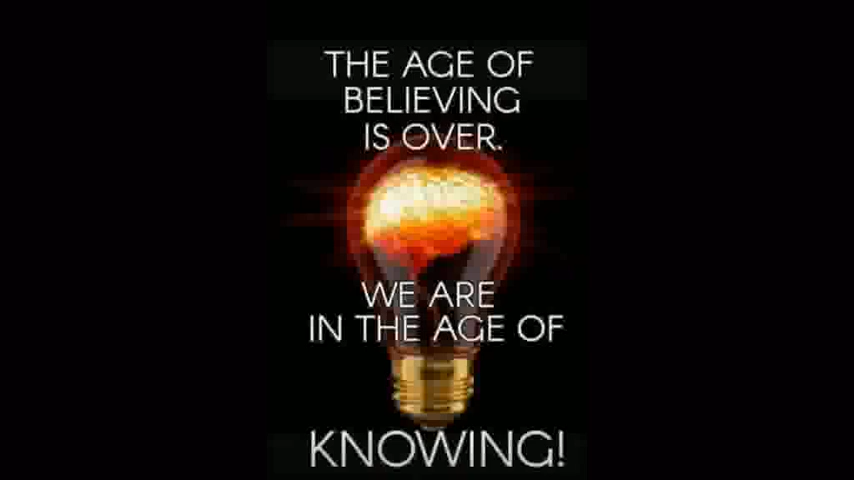 THE AGE OF
BELIEVING
IS OVER.
WE ARE
IN THE AGE OF
KNOWING!